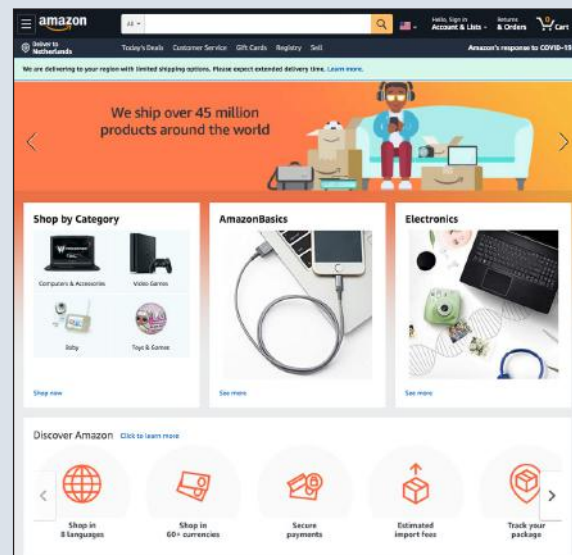 amazon
All
Hello, Sign in
Account & Lists
Returns
& Orders
0
Cart
Deliver to
Netherlands
Today's Deals
Customer Service
Gift Cards
Registry
Sell
Amazon's response to COVID-19
We are delivering to your region with limited shipping options. Please expect extended delivery time. Learn more.
We ship over 45 million
products around the world
Shop by Category
Computers & Accessories
Video Games
Baby
Toys & Games
Shop now
AmazonBasics
See more
Electronics
See more
Discover Amazon
Click to learn more
Shop in
8 languages
Shop in
60+ currencies
Secure
payments
Estimated
import fees
Track your
package